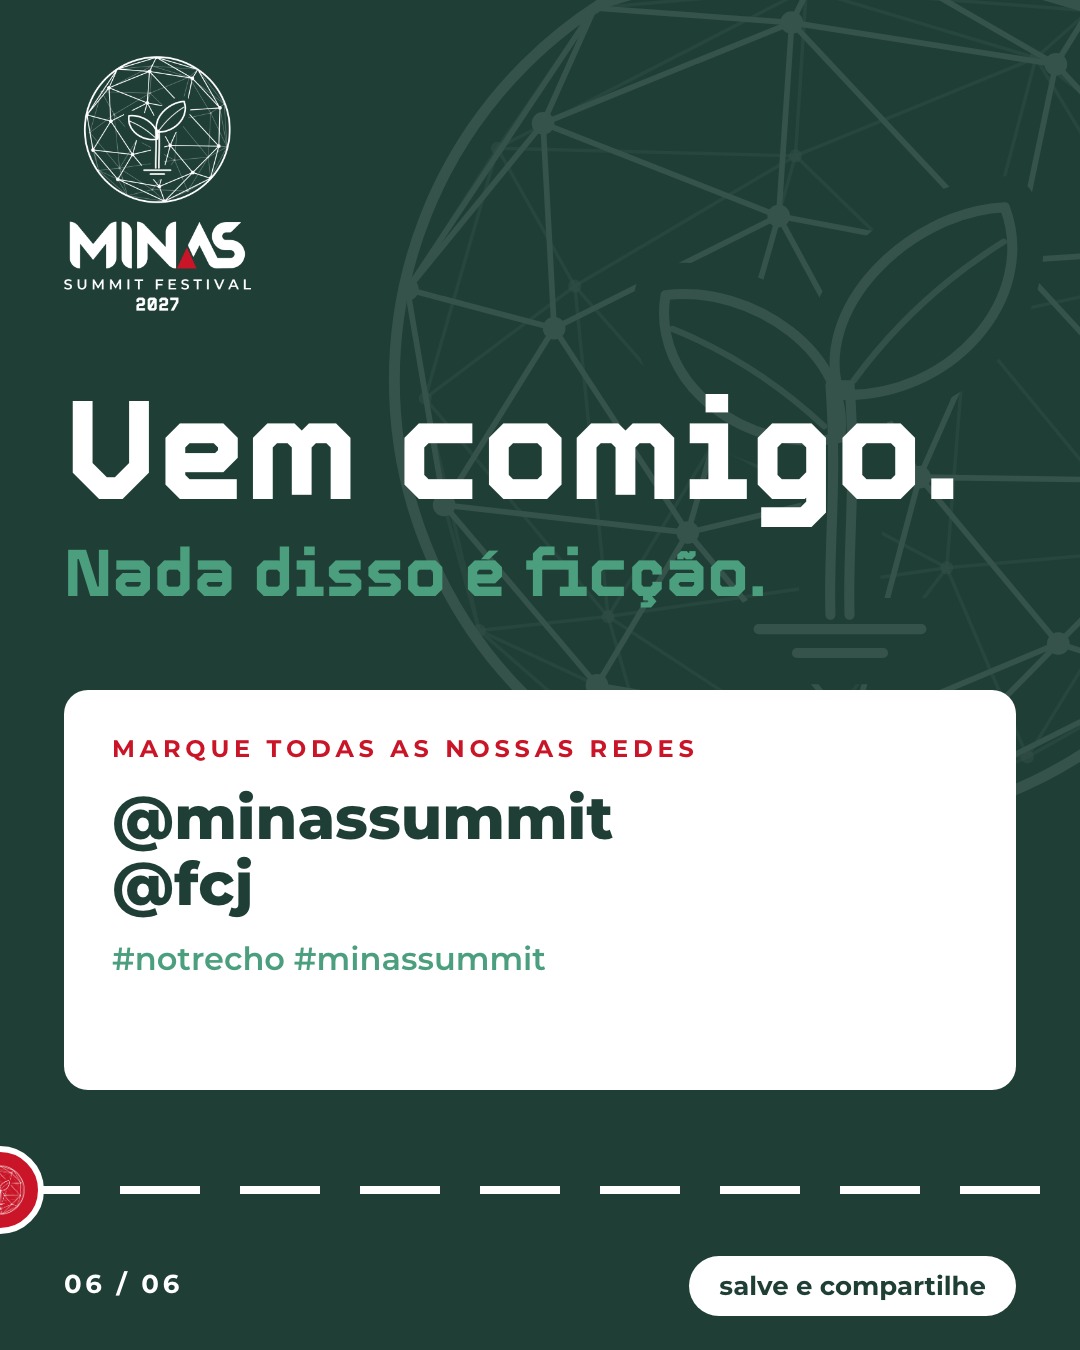 MINAS
SUMMIT FESTIVAL
2027
Vem comigo.
Nada disso é ficção.
MARQUE TODAS AS NOSSAS REDES
@minassummit
@fcj
#notrecho #minassummit
06 / 06
salve e compartilhe